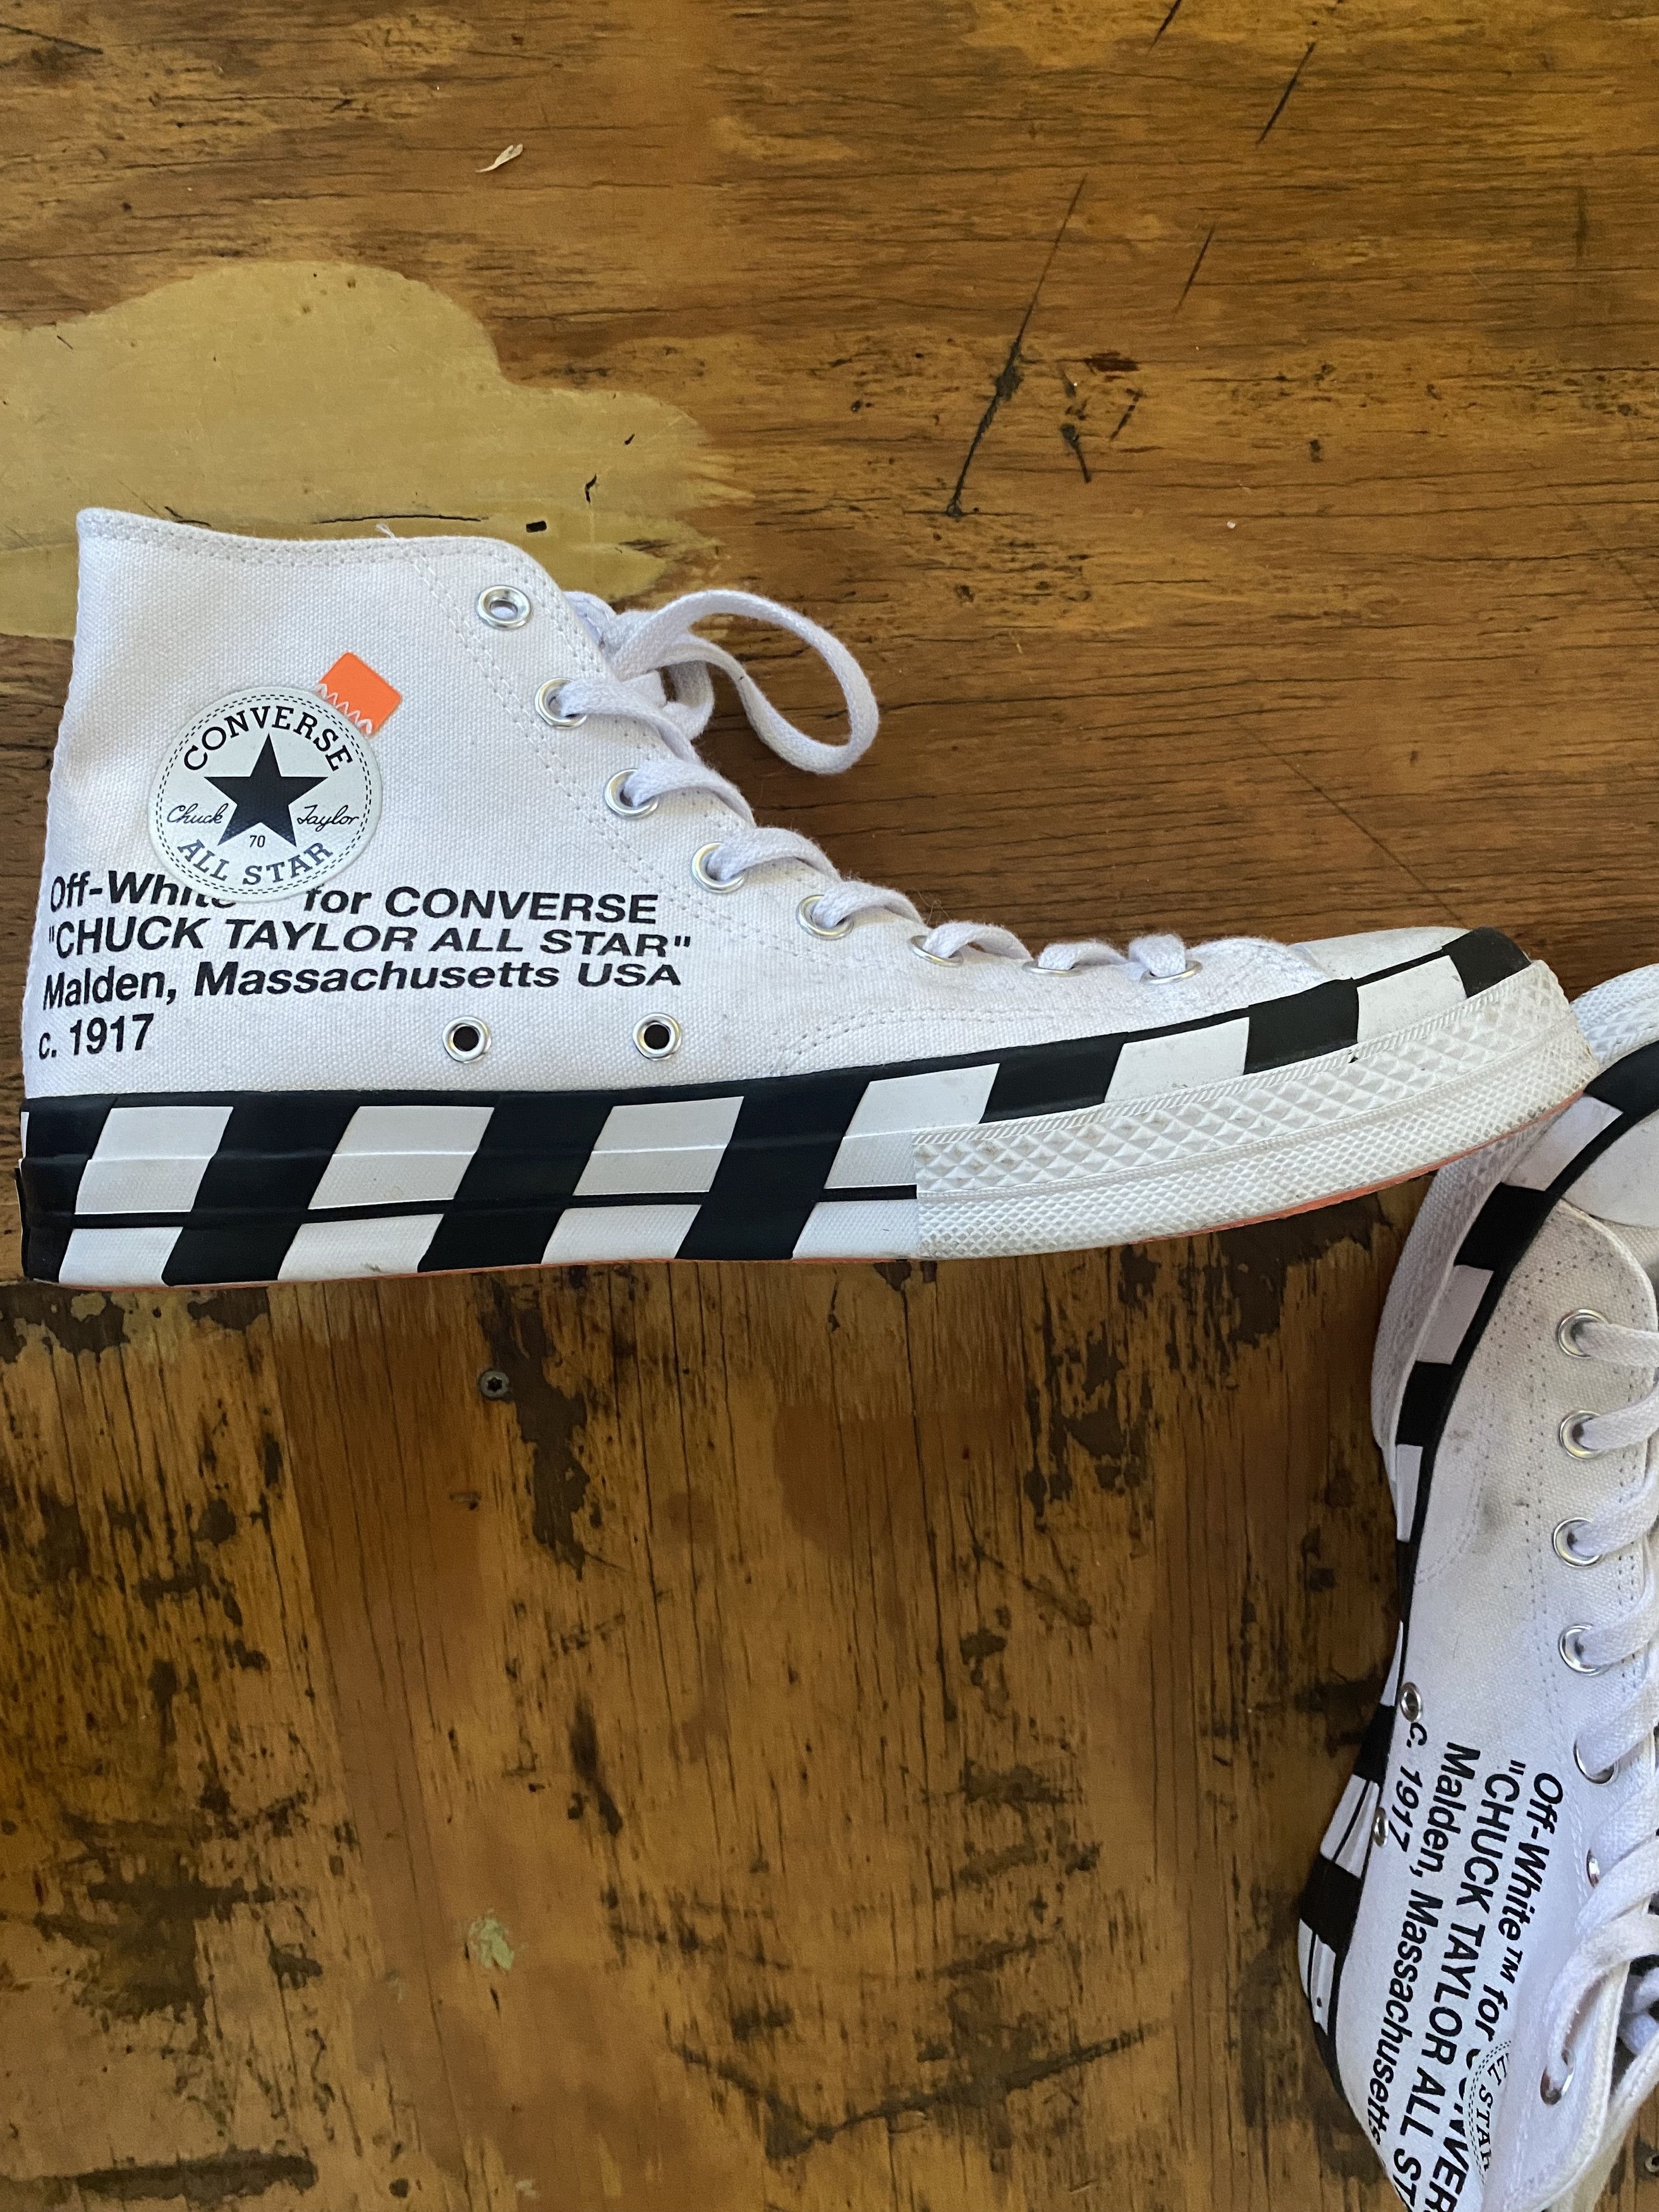 CONVERSE
Chuck Taylor
70
ALL STAR
Off-White for CONVERSE
"CHUCK TAYLOR ALL STAR"
Malden, Massachusetts USA
c. 1917
Off-White™ for
"CHUCK TAYLOR ALL
Malden, Massachusetts
c. 1917
STAR